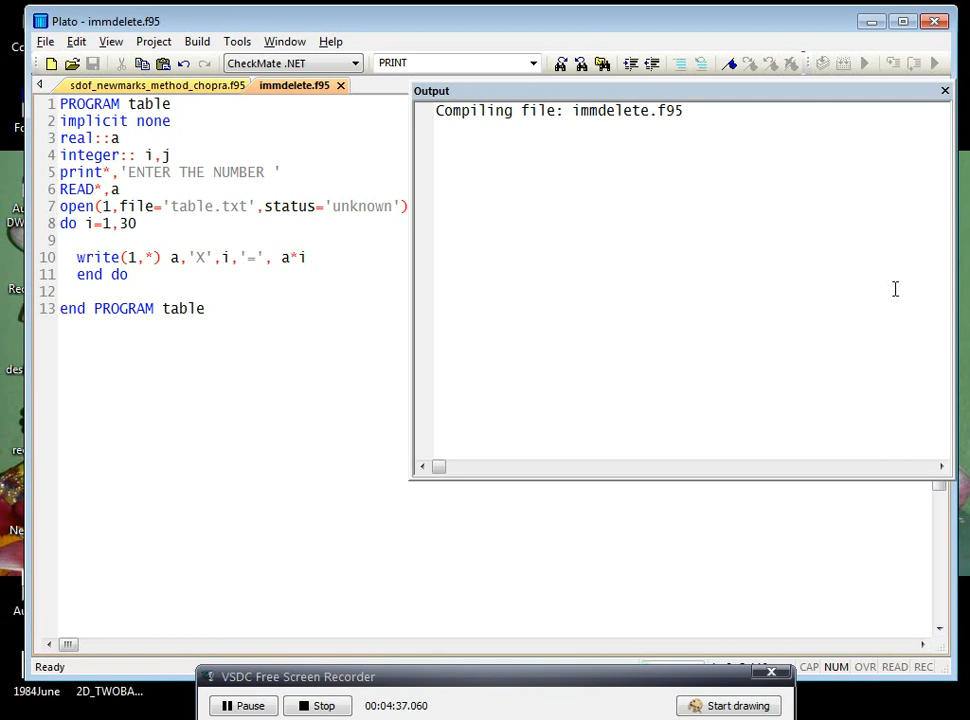 Plato - immdelete.f95
File Edit View Project Build Tools Window Help
CheckMate .NET PRINT
sdof_newmarks_method_chopra.f95 immdelete.f95
Output
Compiling file: immdelete.f95
1 PROGRAM table
2 implicit none
3 real::a
4 integer:: i,j
5 print*,'ENTER THE NUMBER '
6 READ*,a
7 open(1,file='table.txt',status='unknown')
8 do i=1,30
9
10 write(1,*) a,'X',i,'=', a*i
11 end do
12
13 end PROGRAM table
Ready
CAP NUM OVR READ REC
VSDC Free Screen Recorder
Pause Stop 00:04:37.060 Start drawing
1984June 2D_TWOBA...